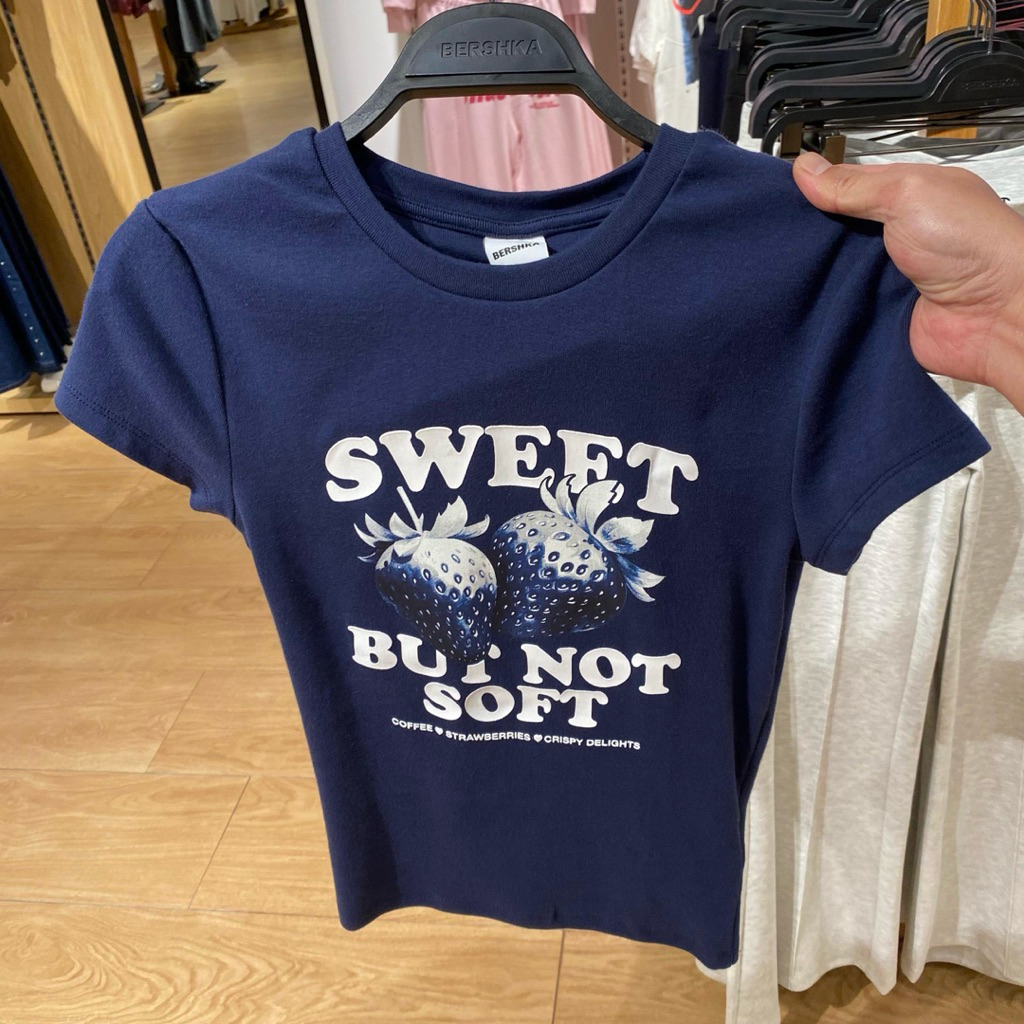 BERSHKA
BERSHKA
SWEET
BUT NOT
SOFT
COFFEE ♥ STRAWBERRIES ♥ CRISPY DELIGHTS